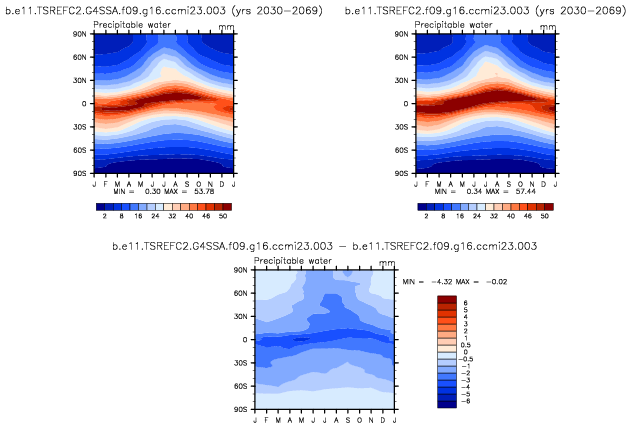 b.e11.TSREFC2.G4SSA.f09.g16.ccmi23.003 (yrs 2030-2069)
Precipitable water mm
90N
60N
30N
0
30S
60S
90S
J F M A M J J A S O N D J
MIN = 0.30 MAX = 53.78
2 8 16 24 32 40 46 50
b.e11.TSREFC2.f09.g16.ccmi23.003 (yrs 2030-2069)
Precipitable water mm
90N
60N
30N
0
30S
60S
90S
J F M A M J J A S O N D J
MIN = 0.34 MAX = 57.44
2 8 16 24 32 40 46 50
b.e11.TSREFC2.G4SSA.f09.g16.ccmi23.003 - b.e11.TSREFC2.f09.g16.ccmi23.003
Precipitable water mm
MIN = -4.32 MAX = -0.02
90N
60N
30N
0
30S
60S
90S
J F M A M J J A S O N D J
6
5
4
3
2
1
0.5
0
-0.5
-1
-2
-3
-4
-5
-6